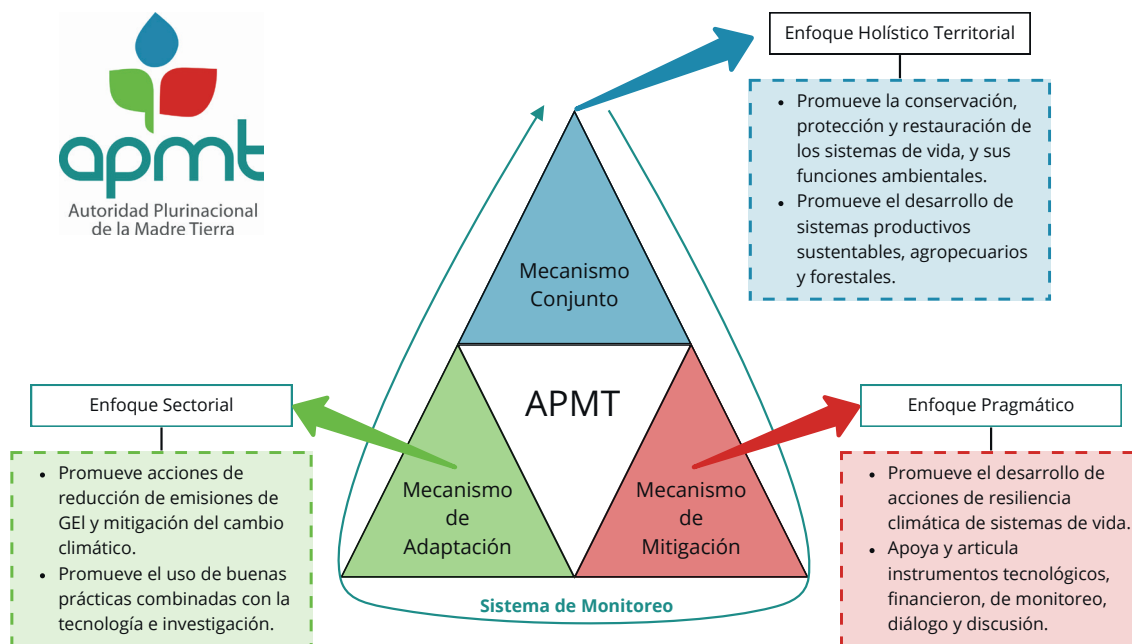 apmt
Autoridad Plurinacional
de la Madre Tierra
Enfoque Holístico Territorial
• Promueve la conservación,
protección y restauración de
los sistemas de vida, y sus
funciones ambientales.
• Promueve el desarrollo de
sistemas productivos
sustentables, agropecuarios
y forestales.
Mecanismo
Conjunto
APMT
Enfoque Sectorial
• Promueve acciones de
reducción de emisiones de
GEI y mitigación del cambio
climático.
• Promueve el uso de buenas
prácticas combinadas con la
tecnología e investigación.
Mecanismo
de
Adaptación
Mecanismo
de
Mitigación
Enfoque Pragmático
• Promueve el desarrollo de
acciones de resiliencia
climática de sistemas de vida.
• Apoya y articula
instrumentos tecnológicos,
financieron, de monitoreo,
diálogo y discusión.
Sistema de Monitoreo